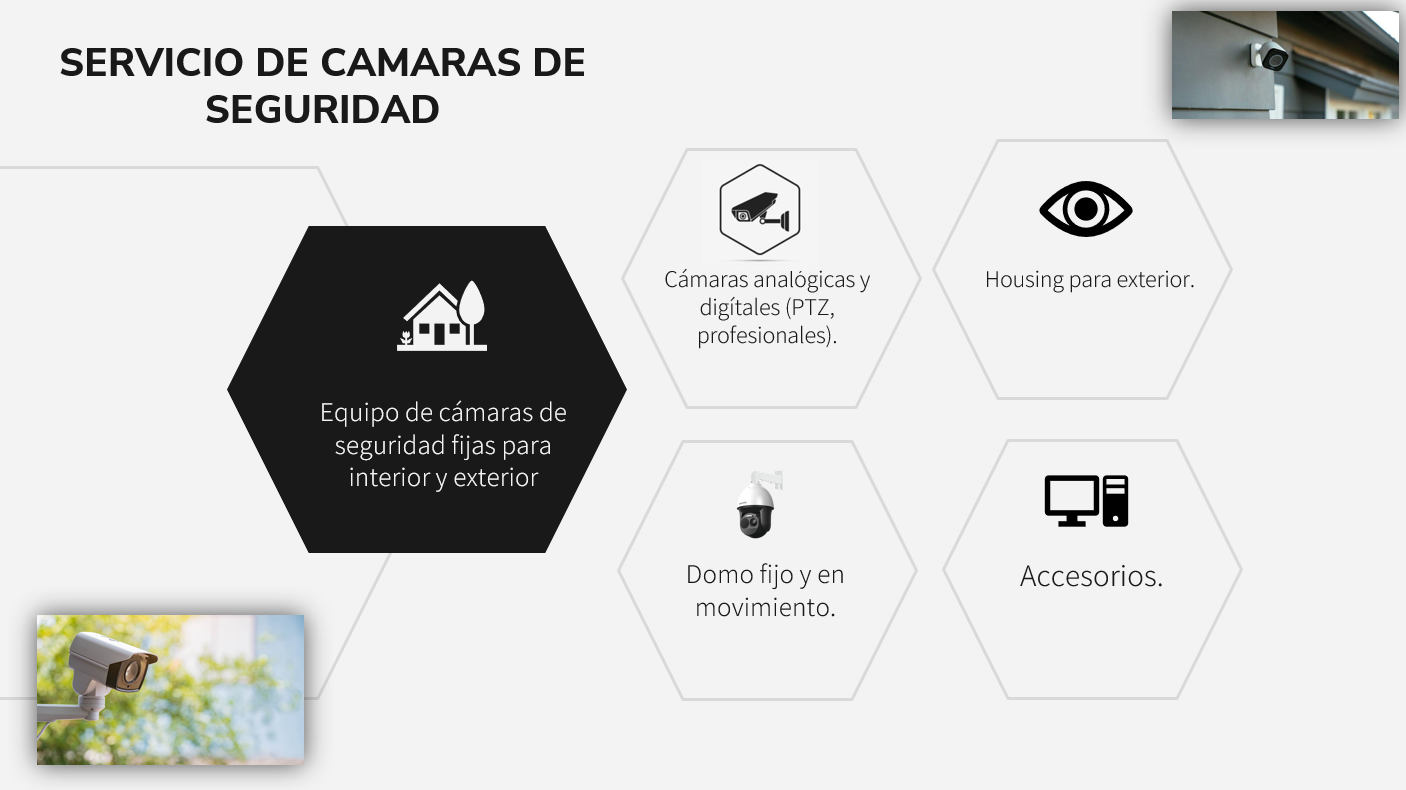 SERVICIO DE CAMARAS DE
SEGURIDAD
Equipo de cámaras de
seguridad fijas para
interior y exterior
Cámaras analógicas y
digítales (PTZ,
profesionales).
Housing para exterior.
Domo fijo y en
movimiento.
Accesorios.